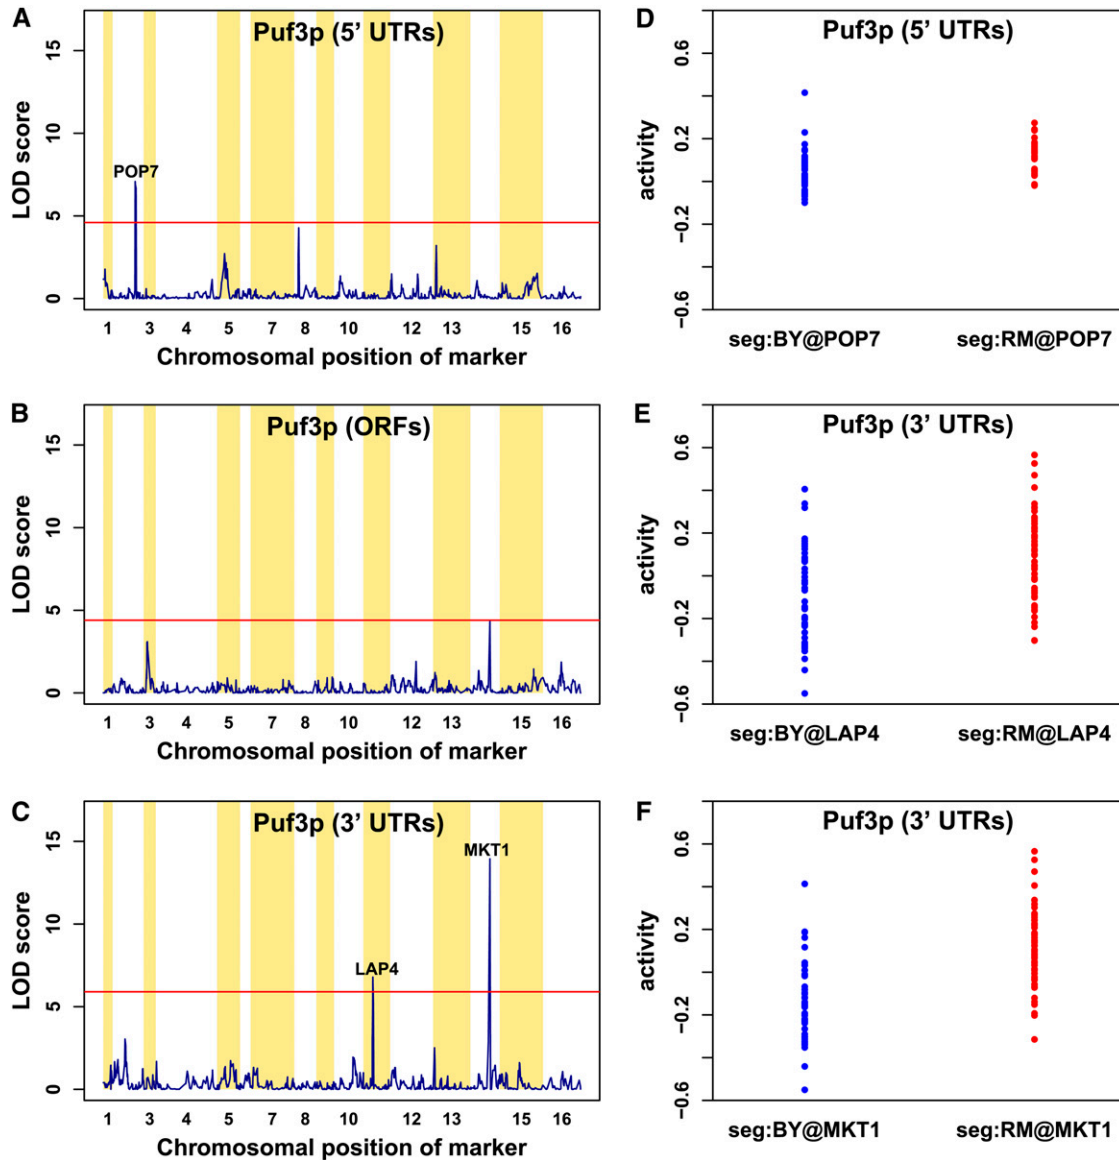 A
Puf3p (5' UTRs)
15
10
5
0
LOD score
POP7
1 3 4 5 7 8 10 12 13 15 16
Chromosomal position of marker
D
Puf3p (5' UTRs)
0.6
0.2
−0.2
−0.6
activity
seg:BY@POP7 seg:RM@POP7
B
Puf3p (ORFs)
15
10
5
0
LOD score
1 3 4 5 7 8 10 12 13 15 16
Chromosomal position of marker
E
Puf3p (3' UTRs)
0.6
0.2
−0.2
−0.6
activity
seg:BY@LAP4 seg:RM@LAP4
C
Puf3p (3' UTRs)
15
10
5
0
LOD score
MKT1
LAP4
1 3 4 5 7 8 10 12 13 15 16
Chromosomal position of marker
F
Puf3p (3' UTRs)
0.6
0.2
−0.2
−0.6
activity
seg:BY@MKT1 seg:RM@MKT1